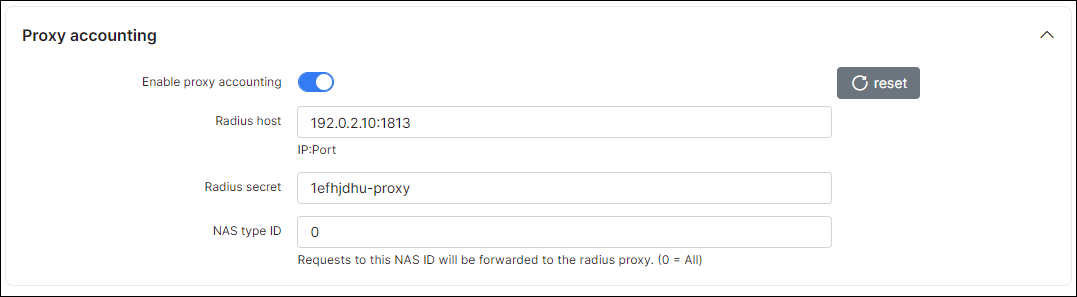 Proxy accounting
Enable proxy accounting
reset
Radius host
192.0.2.10:1813
IP:Port
Radius secret
1efhjdhu-proxy
NAS type ID
0
Requests to this NAS ID will be forwarded to the radius proxy. (0 = All)